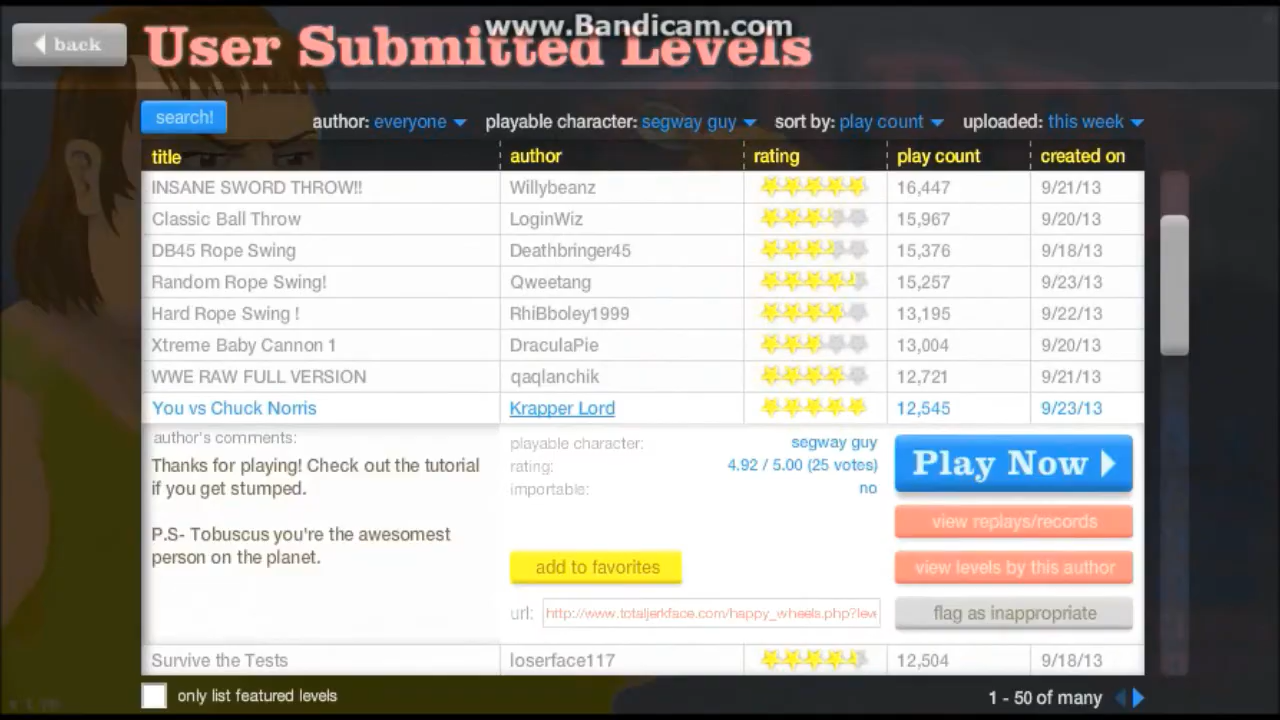 www.Bandicam.com
back
User Submitted Levels
search!
author: everyone playable character: segway guy sort by: play count uploaded: this week
title author rating play count created on
INSANE SWORD THROW!! Willybeanz 16,447 9/21/13
Classic Ball Throw LoginWiz 15,967 9/20/13
DB45 Rope Swing Deathbringer45 15,376 9/18/13
Random Rope Swing! Qweetang 15,257 9/23/13
Hard Rope Swing ! RhiBboley1999 13,195 9/22/13
Xtreme Baby Cannon 1 DraculaPie 13,004 9/20/13
WWE RAW FULL VERSION qaqlanchik 12,721 9/21/13
You vs Chuck Norris Krapper Lord 12,545 9/23/13
author's comments:
Thanks for playing! Check out the tutorial
if you get stumped.
P.S- Tobuscus you're the awesomest
person on the planet.
playable character: segway guy
rating: 4.92 / 5.00 (25 votes)
importable: no
add to favorites
url: http://www.totaljerkface.com/happy_wheels.php?leve
Play Now
view replays/records
view levels by this author
flag as inappropriate
Survive the Tests loserface117 12,504 9/18/13
only list featured levels
1 - 50 of many